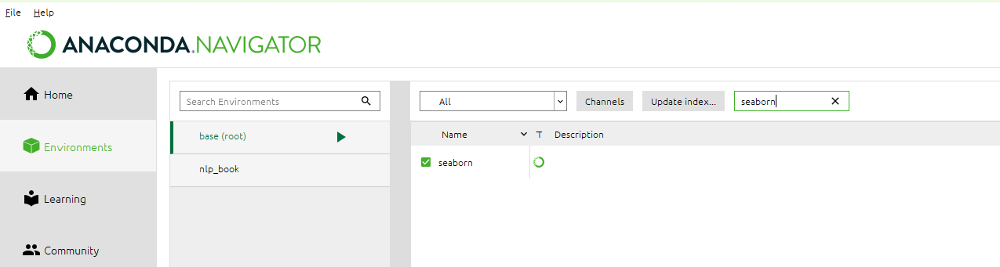 File Help
ANACONDA.NAVIGATOR
Home
Environments
Learning
Community
Search Environments
base (root)
nlp_book
All Channels Update index... seaborn
Name T Description
seaborn